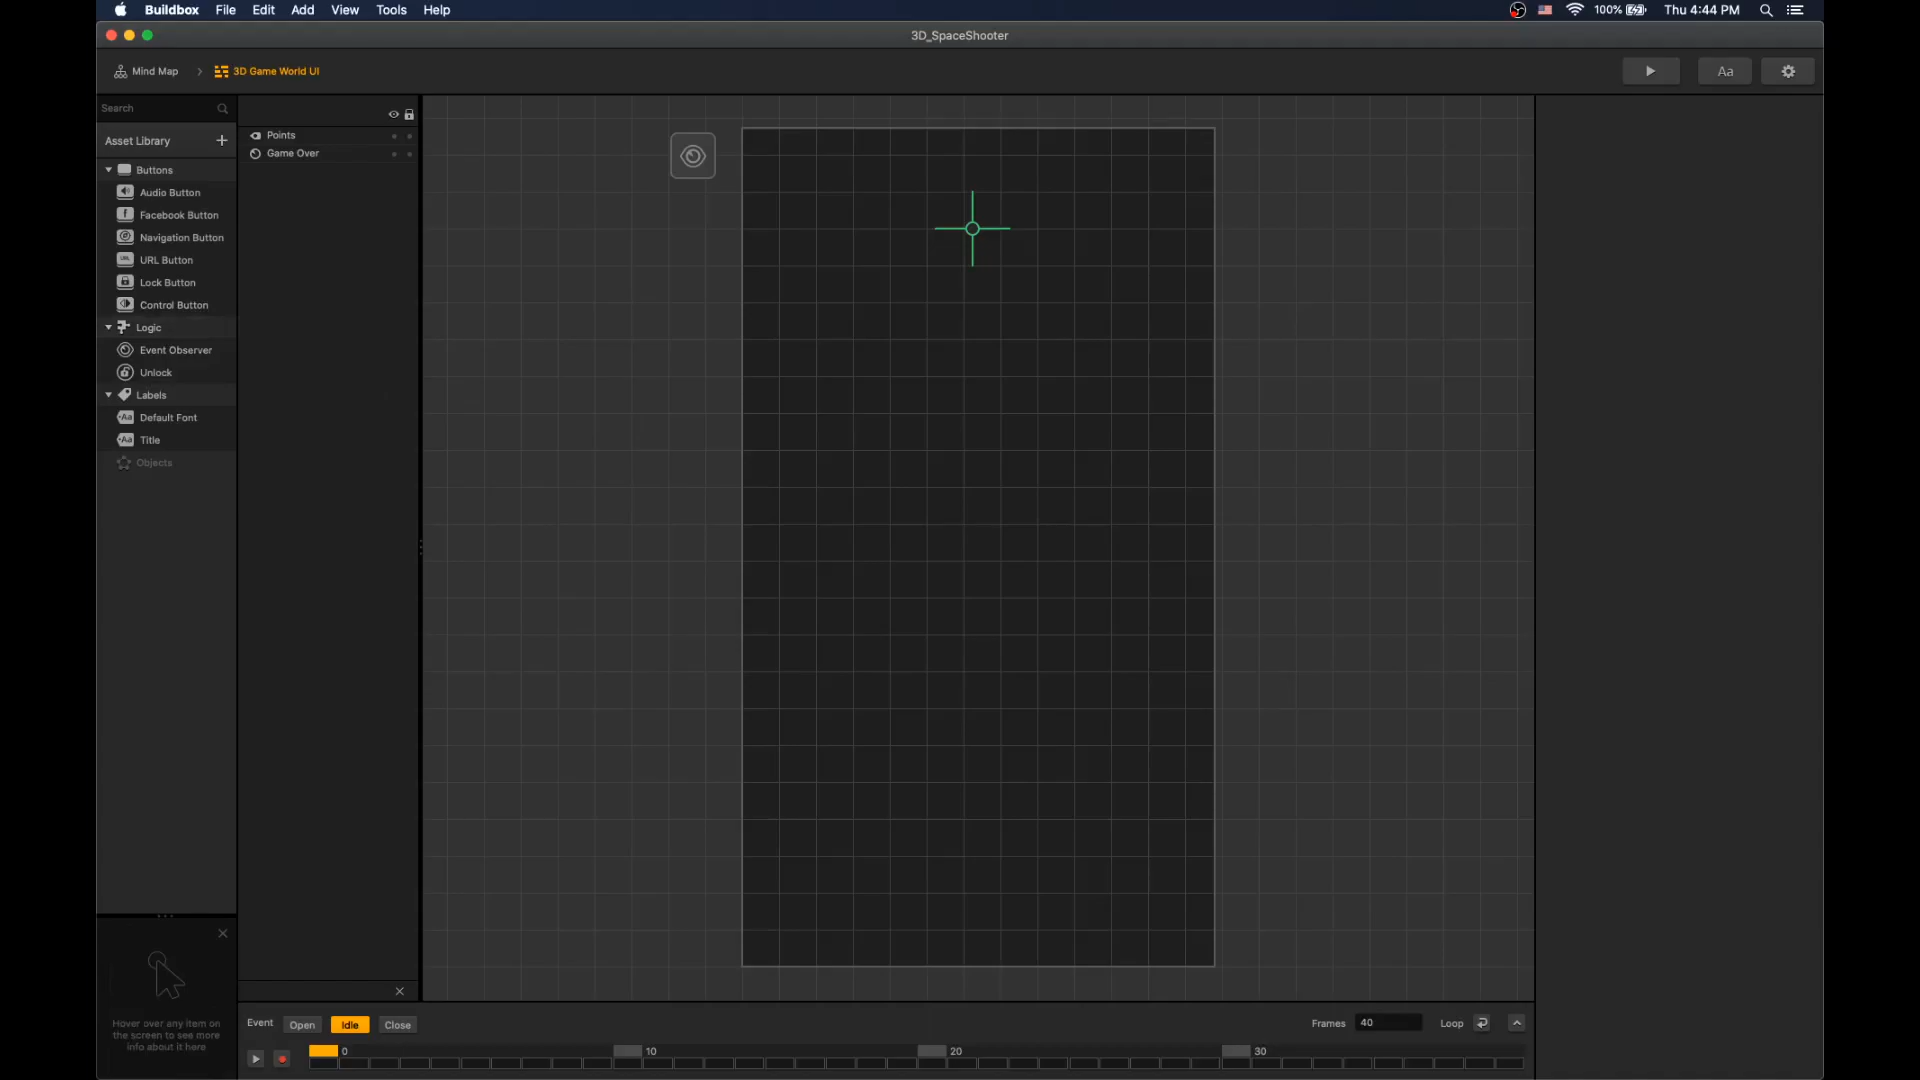 Buildbox File Edit Add View Tools Help
100% Thu 4:44 PM
3D_SpaceShooter
Mind Map 3D Game World UI
Aa
Search
Asset Library
Points
Game Over
Buttons
Audio Button
Facebook Button
Navigation Button
URL Button
Lock Button
Control Button
Logic
Event Observer
Unlock
Labels
Aa Default Font
Aa Title
Objects
Hover over any item on
the screen to see more
info about it here
Event Open Idle Close
Frames 40 Loop
0 10 20 30